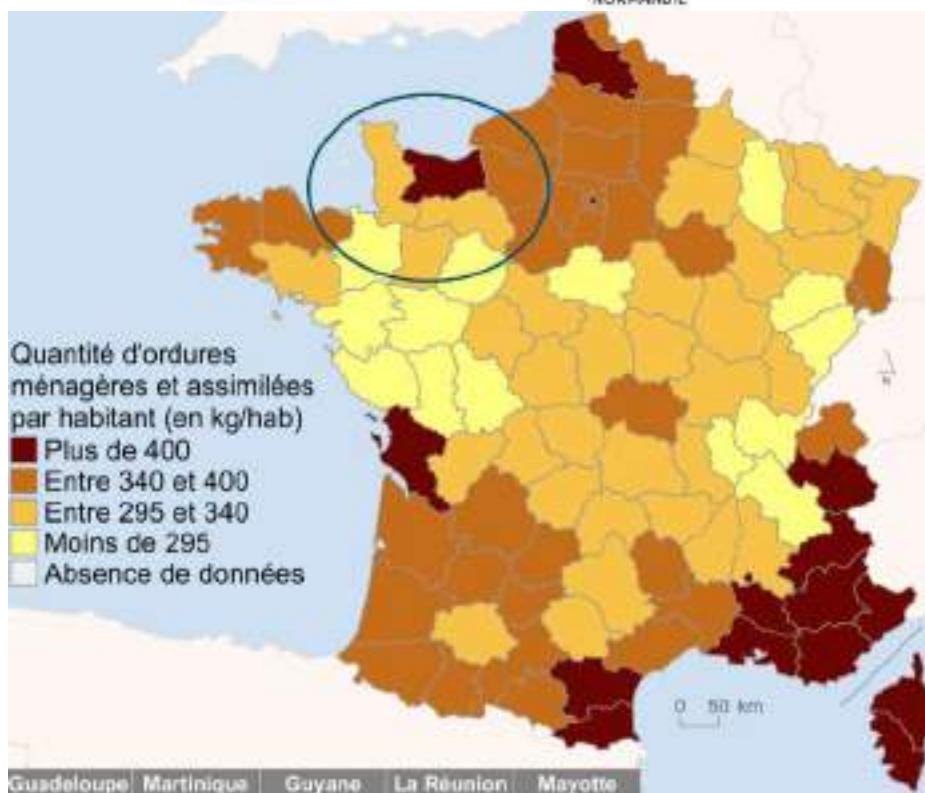 NORMANDIE
Quantité d'ordures
ménagères et assimilées
par habitant (en kg/hab)
Plus de 400
Entre 340 et 400
Entre 295 et 340
Moins de 295
Absence de données
N
0 50 km
Guadeloupe Martinique Guyane La Réunion Mayotte